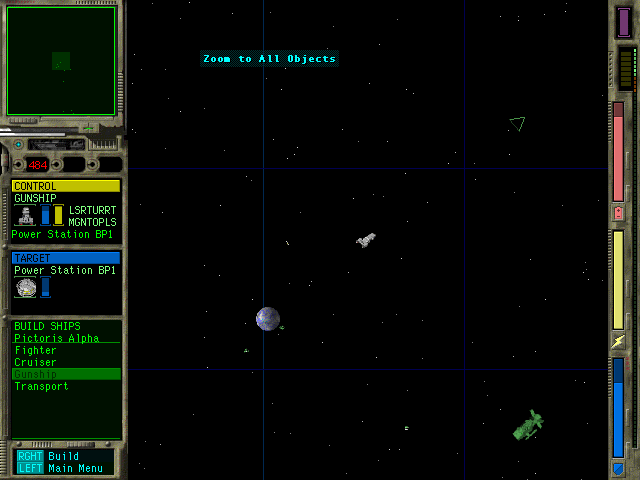 Zoom to All Objects
484
CONTROL
GUNSHIP
LSRTURRT
MGNTOPLS
Power Station BP1
TARGET
Power Station BP1
BUILD SHIPS
Pictoris Alpha
Fighter
Cruiser
Gunship
Transport
RGHT Build
LEFT Main Menu